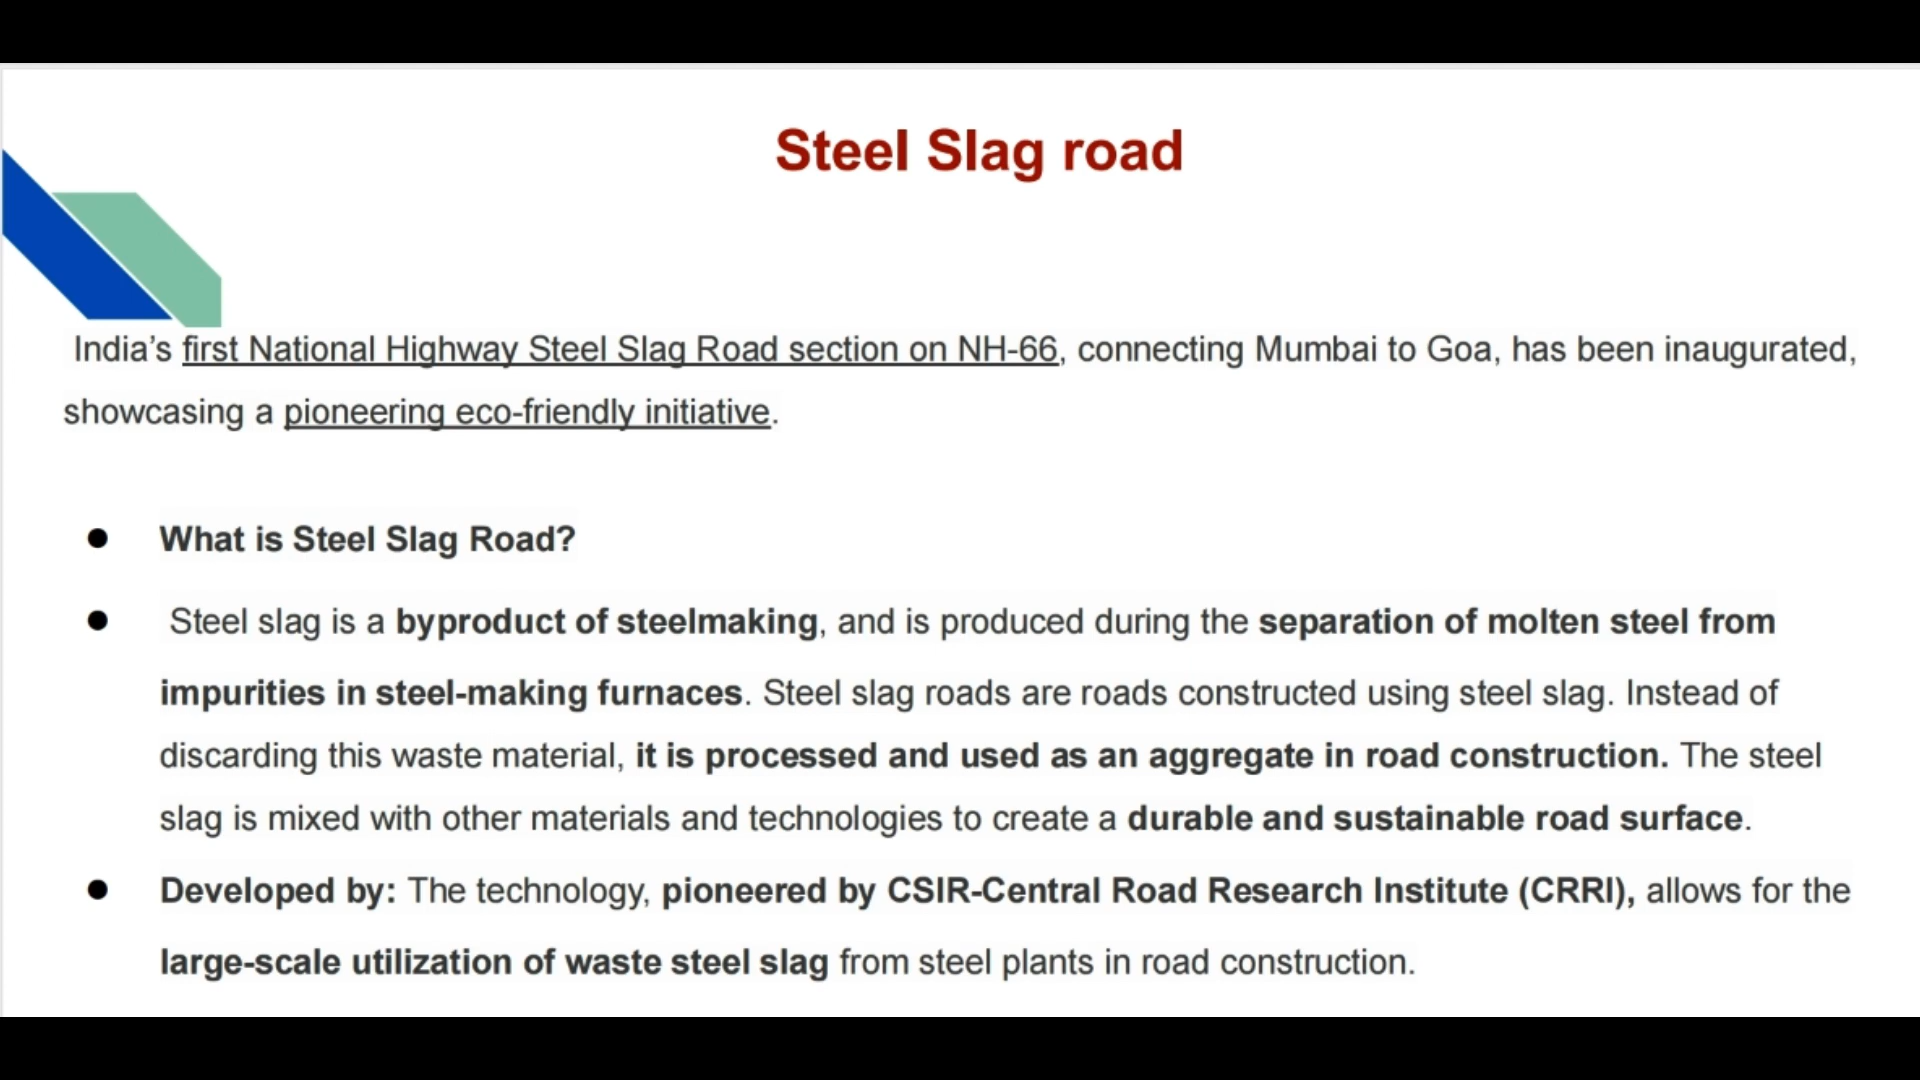 Steel Slag road
India’s first National Highway Steel Slag Road section on NH-66, connecting Mumbai to Goa, has been inaugurated,
showcasing a pioneering eco-friendly initiative.
● What is Steel Slag Road?
● Steel slag is a byproduct of steelmaking, and is produced during the separation of molten steel from
impurities in steel-making furnaces. Steel slag roads are roads constructed using steel slag. Instead of
discarding this waste material, it is processed and used as an aggregate in road construction. The steel
slag is mixed with other materials and technologies to create a durable and sustainable road surface.
● Developed by: The technology, pioneered by CSIR-Central Road Research Institute (CRRI), allows for the
large-scale utilization of waste steel slag from steel plants in road construction.